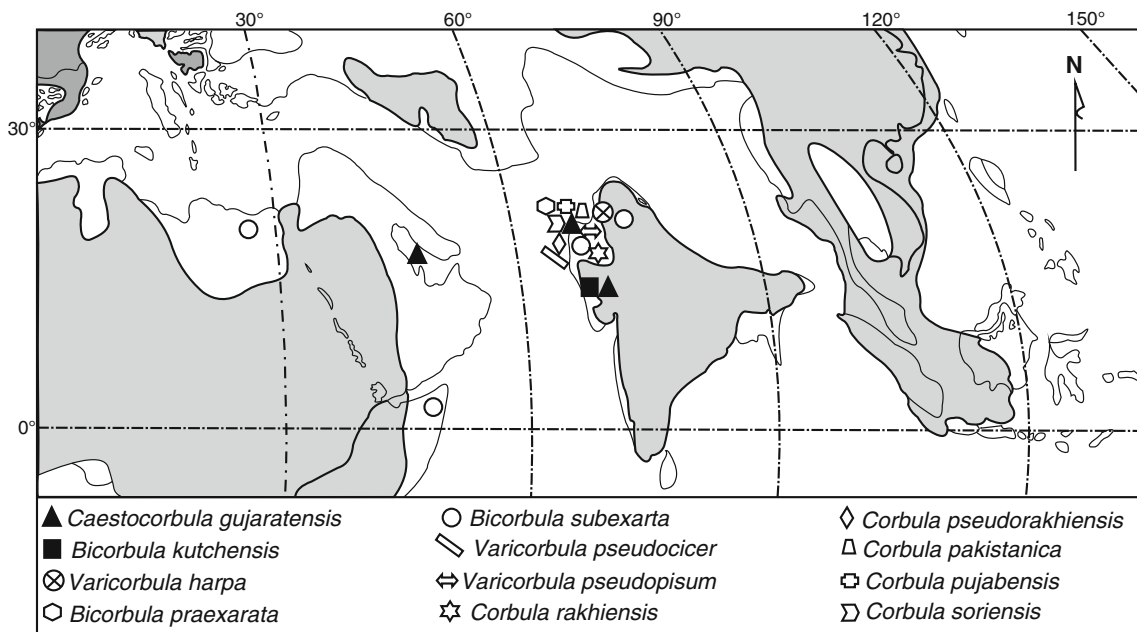 30° 60° 90° 120° 150°
N
30°
0°
Caestocorbula gujaratensis
Bicorbula kutchensis
Varicorbula harpa
Bicorbula praexarata
Bicorbula subexarta
Varicorbula pseudocicer
Varicorbula pseudopisum
Corbula rakhiensis
Corbula pseudorakhiensis
Corbula pakistanica
Corbula pujabensis
Corbula soriensis